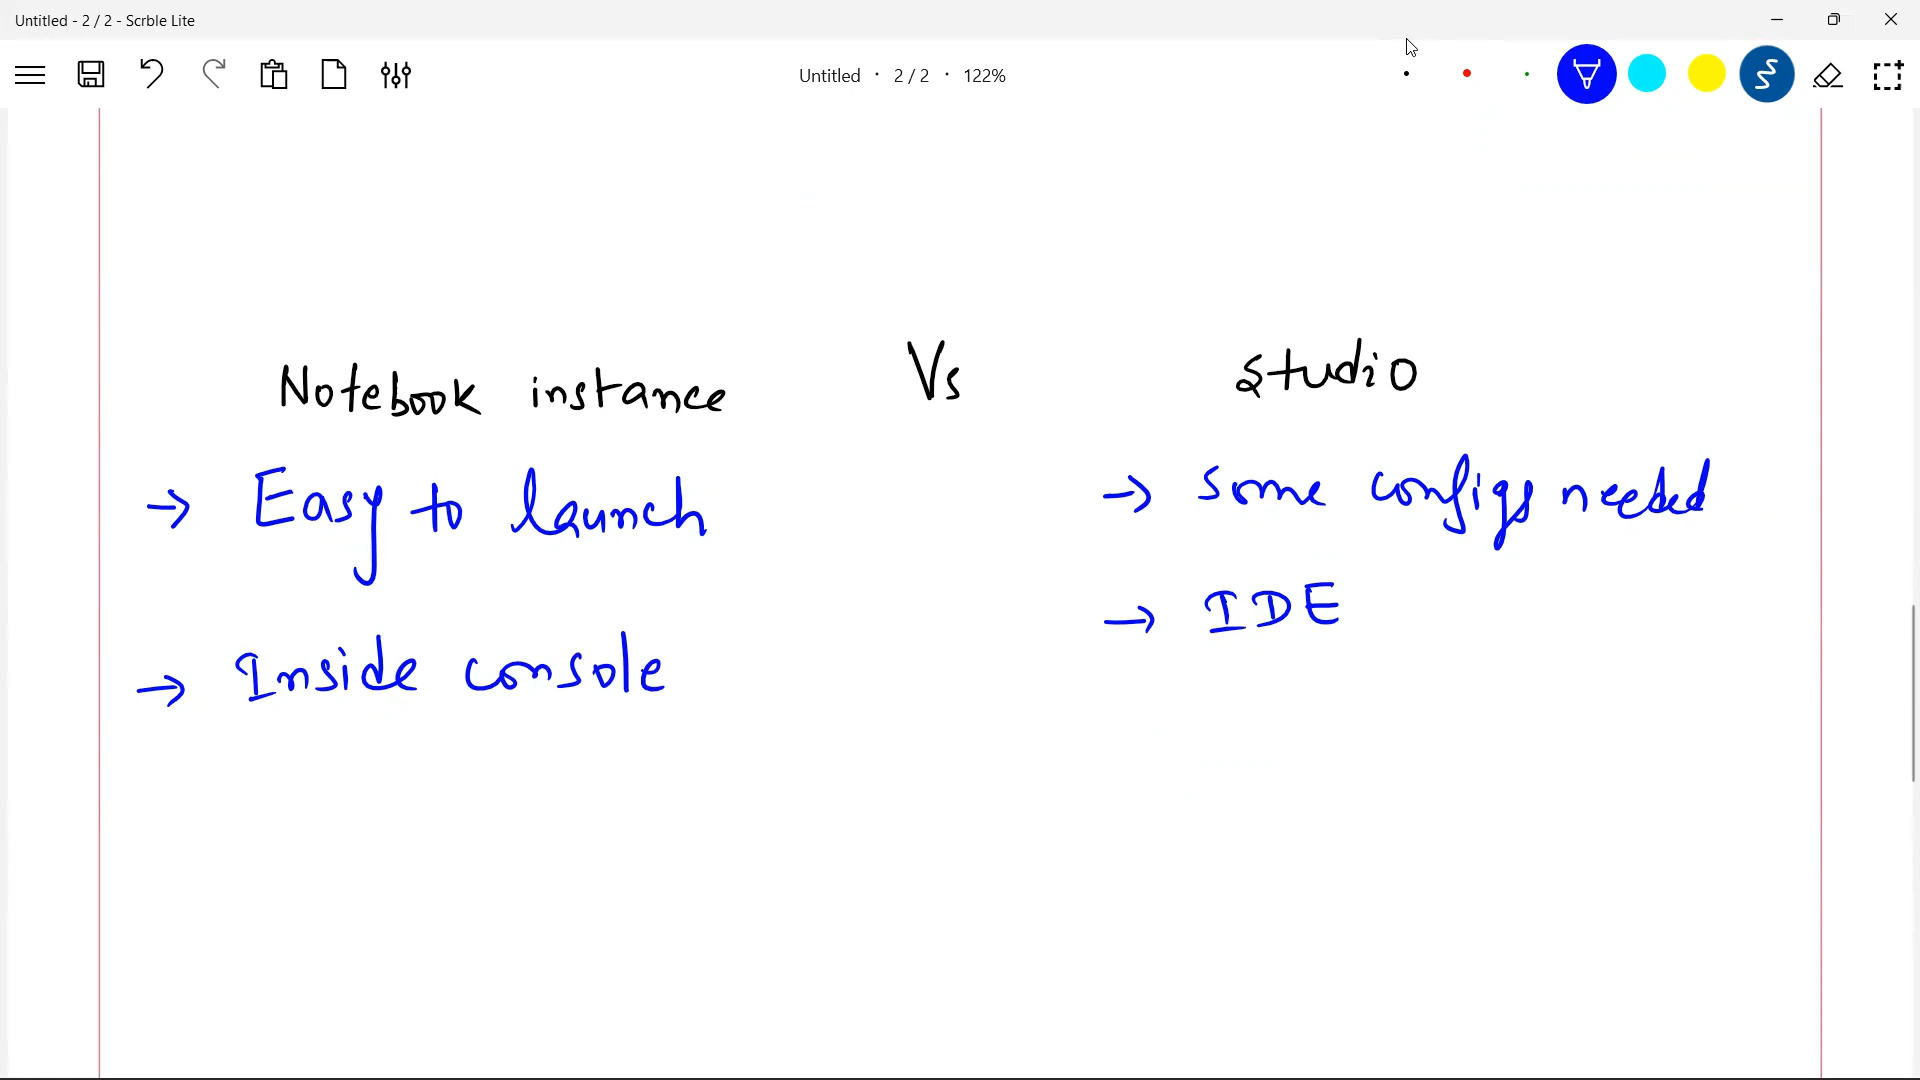 Untitled - 2 / 2 - Scrble Lite
Untitled · 2 / 2 · 122%
Notebook instance Vs studio
→ Easy to launch → Some configs needed
→ IDE
→ Inside console